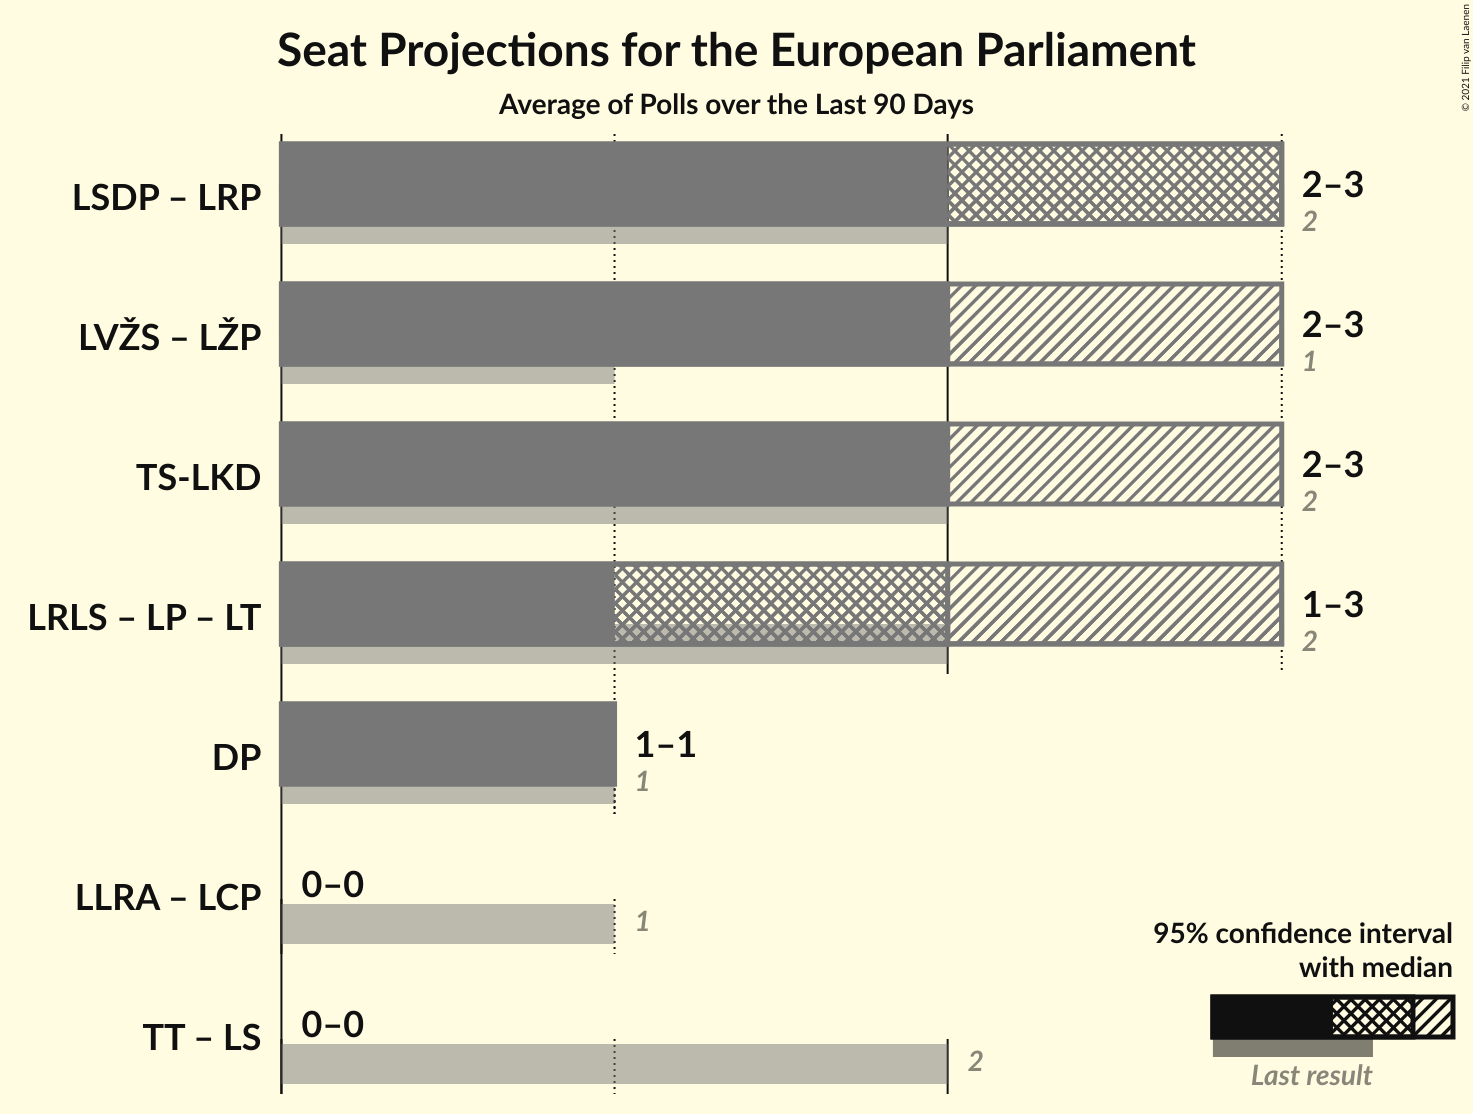 Seat Projections for the European Parliament
Average of Polls over the Last 90 Days
© 2021 Filip van Laenen
LSDP – LRP
2–3
2
LVŽS – LŽP
2–3
1
TS-LKD
2–3
2
LRLS – LP – LT
1–3
2
DP
1–1
1
LLRA – LCP
0–0
1
TT – LS
0–0
2
95% confidence interval
with median
Last result